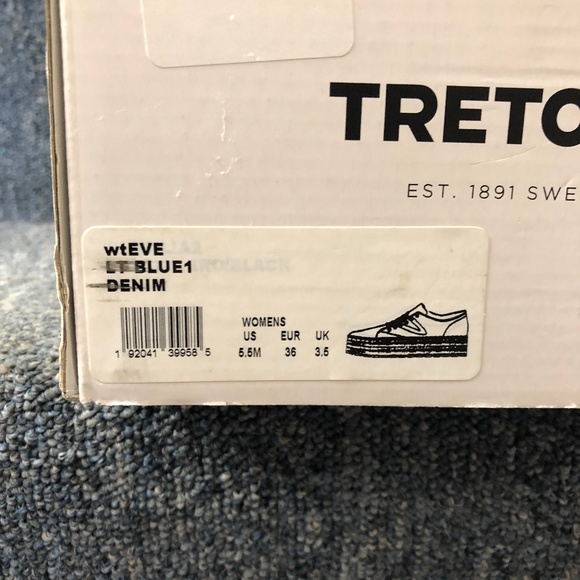 TRETO
EST. 1891 SWE
wtEVE
LT BLUE1
DENIM
1 92041 39958 5
WOMENS
US EUR UK
5.5M 36 3.5